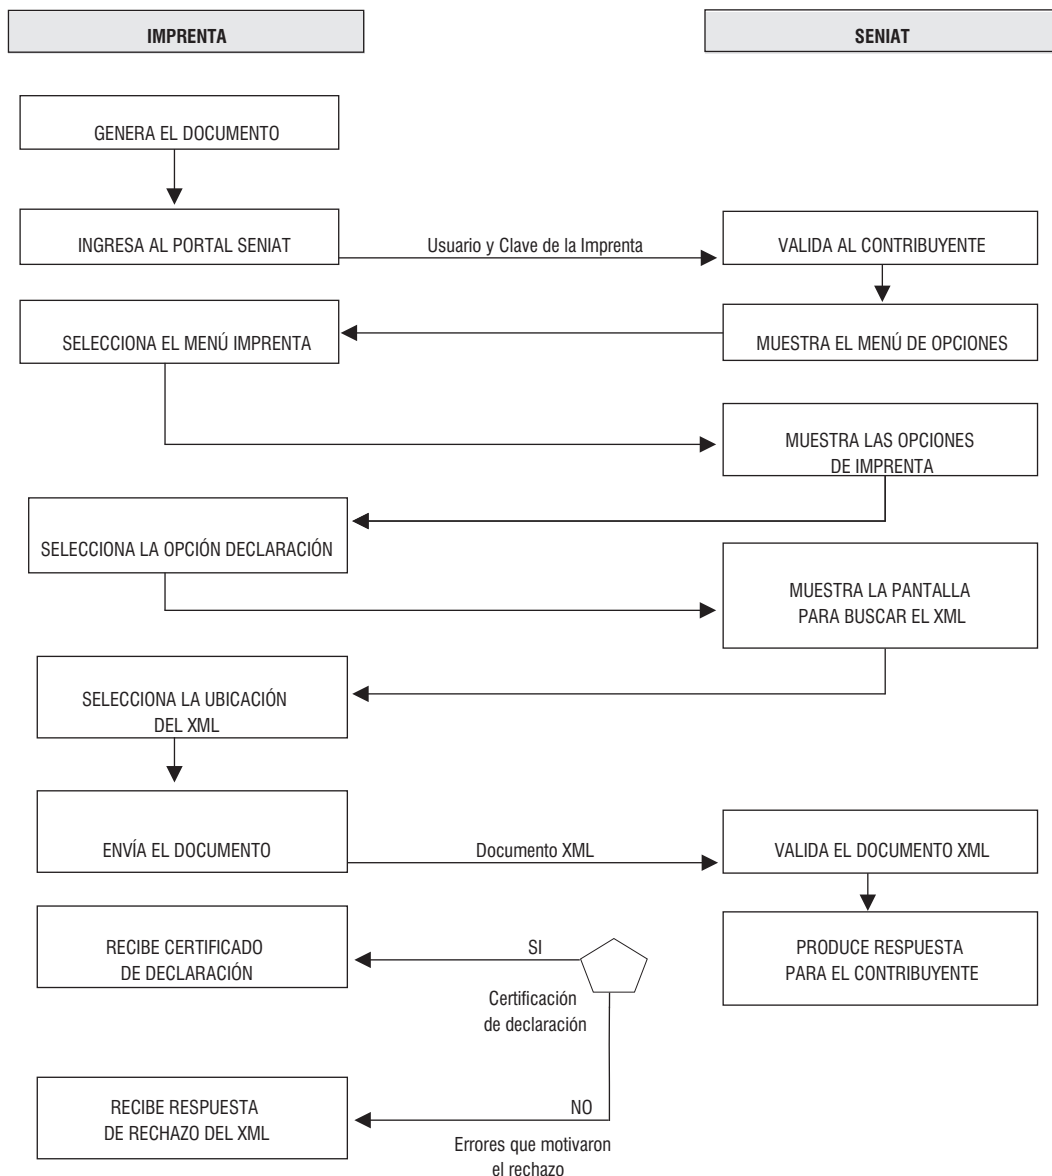 IMPRENTA
SENIAT
GENERA EL DOCUMENTO
INGRESA AL PORTAL SENIAT
Usuario y Clave de la Imprenta
VALIDA AL CONTRIBUYENTE
SELECCIONA EL MENÚ IMPRENTA
MUESTRA EL MENÚ DE OPCIONES
MUESTRA LAS OPCIONES
DE IMPRENTA
SELECCIONA LA OPCIÓN DECLARACIÓN
MUESTRA LA PANTALLA
PARA BUSCAR EL XML
SELECCIONA LA UBICACIÓN
DEL XML
ENVÍA EL DOCUMENTO
Documento XML
VALIDA EL DOCUMENTO XML
RECIBE CERTIFICADO
DE DECLARACIÓN
SI
Certificación
de declaración
PRODUCE RESPUESTA
PARA EL CONTRIBUYENTE
RECIBE RESPUESTA
DE RECHAZO DEL XML
NO
Errores que motivaron
el rechazo